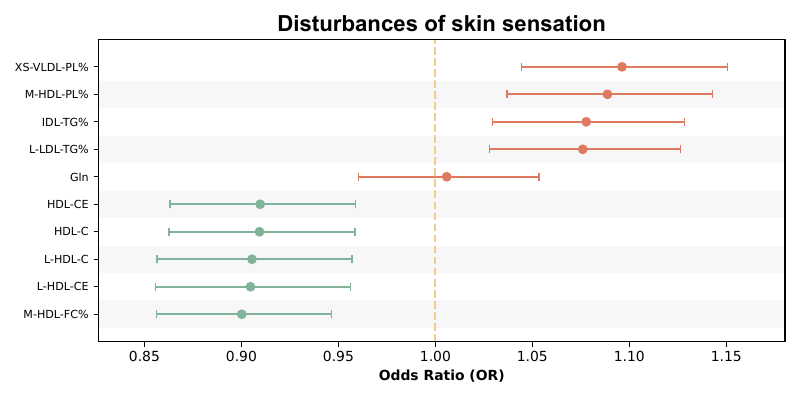 Disturbances of skin sensation
XS-VLDL-PL%
M-HDL-PL%
IDL-TG%
L-LDL-TG%
Gln
HDL-CE
HDL-C
L-HDL-C
L-HDL-CE
M-HDL-FC%
0.85 0.90 0.95 1.00 1.05 1.10 1.15
Odds Ratio (OR)